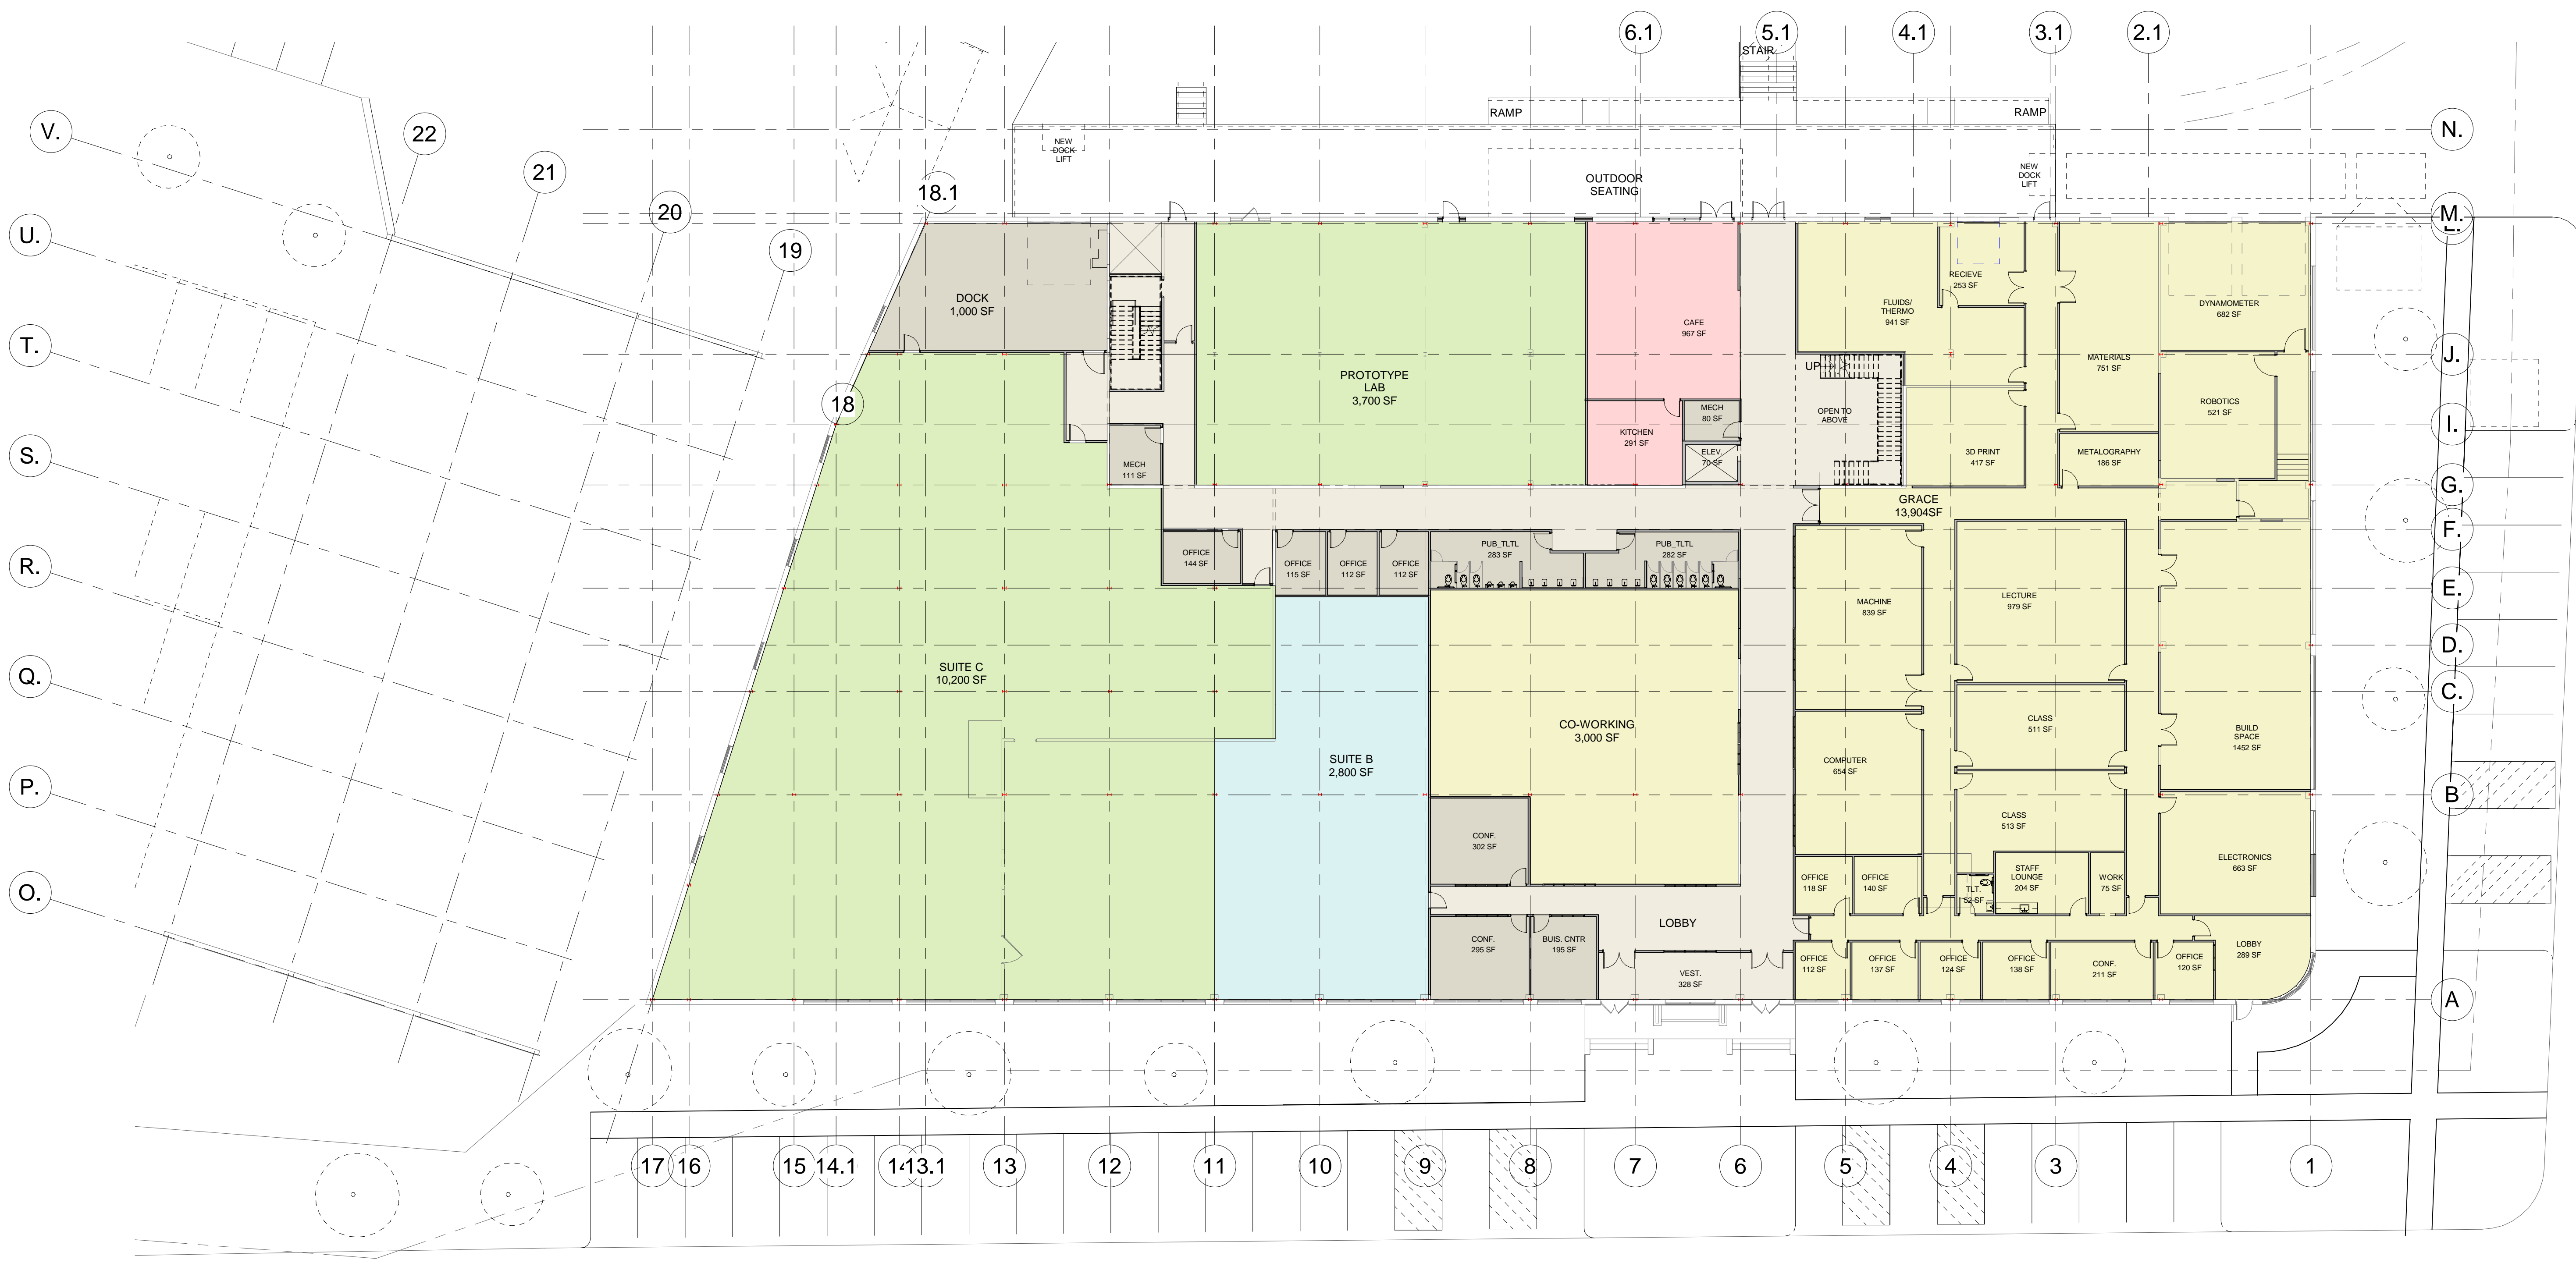 6.1
5.1
4.1
3.1
2.1
STAIR
RAMP
RAMP
V.
22
N.
NEW
DOCK
LIFT
21
NEW
DOCK
LIFT
OUTDOOR
SEATING
18.1
20
M.
U.
19
DOCK
1,000 SF
RECIEVE
253 SF
FLUIDS/
THERMO
941 SF
DYNAMOMETER
682 SF
CAFE
967 SF
T.
J.
MATERIALS
751 SF
UP
PROTOTYPE
LAB
3,700 SF
18
MECH
80 SF
OPEN TO
ABOVE
ROBOTICS
521 SF
I.
KITCHEN
291 SF
S.
MECH
111 SF
ELEV.
70 SF
3D PRINT
417 SF
METALOGRAPHY
186 SF
G.
GRACE
13,904SF
F.
OFFICE
144 SF
PUB_TLTL
283 SF
PUB_TLTL
282 SF
R.
OFFICE
115 SF
OFFICE
112 SF
OFFICE
112 SF
E.
MACHINE
839 SF
LECTURE
979 SF
D.
SUITE C
10,200 SF
Q.
C.
CO-WORKING
3,000 SF
CLASS
511 SF
BUILD
SPACE
1452 SF
SUITE B
2,800 SF
COMPUTER
654 SF
P.
B
CONF.
302 SF
CLASS
513 SF
ELECTRONICS
663 SF
O.
OFFICE
118 SF
OFFICE
140 SF
TLT.
52 SF
STAFF
LOUNGE
204 SF
WORK
75 SF
LOBBY
CONF.
295 SF
BUIS. CNTR
195 SF
LOBBY
289 SF
VEST.
328 SF
OFFICE
112 SF
OFFICE
137 SF
OFFICE
124 SF
OFFICE
138 SF
CONF.
211 SF
OFFICE
120 SF
A
17
16
15
14.1
14
13.1
13
12
11
10
9
8
7
6
5
4
3
1